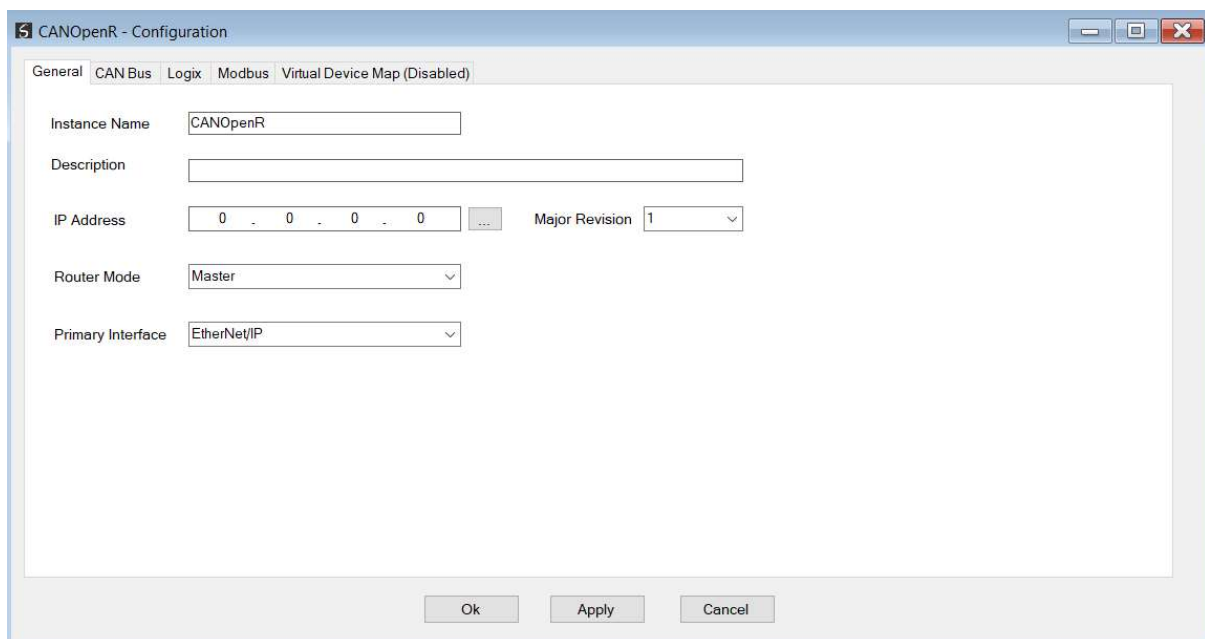 CANOpenR - Configuration
General CAN Bus Logix Modbus Virtual Device Map (Disabled)
Instance Name CANOpenR
Description
IP Address 0 . 0 . 0 . 0 ... Major Revision 1
Router Mode Master
Primary Interface EtherNet/IP
Ok Apply Cancel